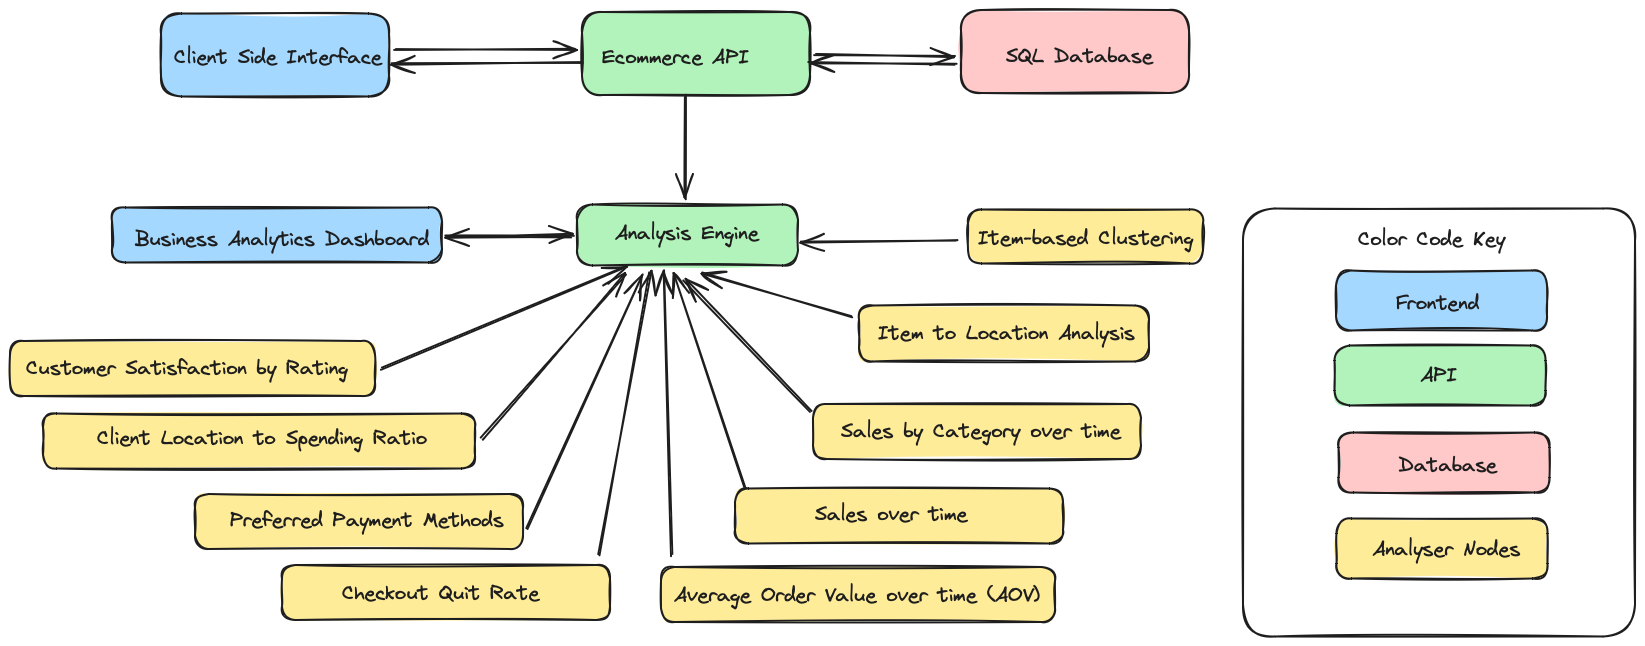 Client Side Interface
Ecommerce API
SQL Database
Business Analytics Dashboard
Analysis Engine
Item-based Clustering
Item to Location Analysis
Customer Satisfaction by Rating
Client Location to Spending Ratio
Sales by Category over time
Preferred Payment Methods
Sales over time
Checkout Quit Rate
Average Order Value over time (AOV)
Color Code Key
Frontend
API
Database
Analyser Nodes